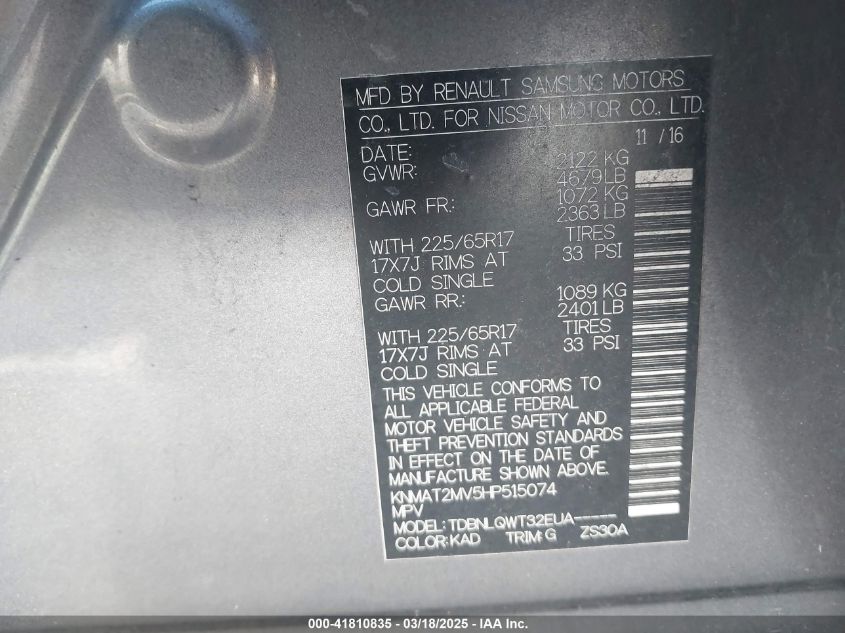 MFD BY RENAULT SAMSUNG MOTORS
CO., LTD. FOR NISSAN MOTOR CO., LTD.
DATE: 11 / 16
GVWR: 2122 KG
4679 LB
GAWR FR.: 1072 KG
2363 LB
WITH 225/65R17 TIRES
17X7J RIMS AT 33 PSI
COLD SINGLE
GAWR RR.: 1089 KG
2401 LB
WITH 225/65R17 TIRES
17X7J RIMS AT 33 PSI
COLD SINGLE
THIS VEHICLE CONFORMS TO
ALL APPLICABLE FEDERAL
MOTOR VEHICLE SAFETY AND
THEFT PREVENTION STANDARDS
IN EFFECT ON THE DATE OF
MANUFACTURE SHOWN ABOVE.
KNMAT2MV5HP515074
MPV
MODEL: TDBNLQWT32EUA-----
COLOR: KAD TRIM: G ZS30A
000-41810835 - 03/18/2025 - IAA Inc.